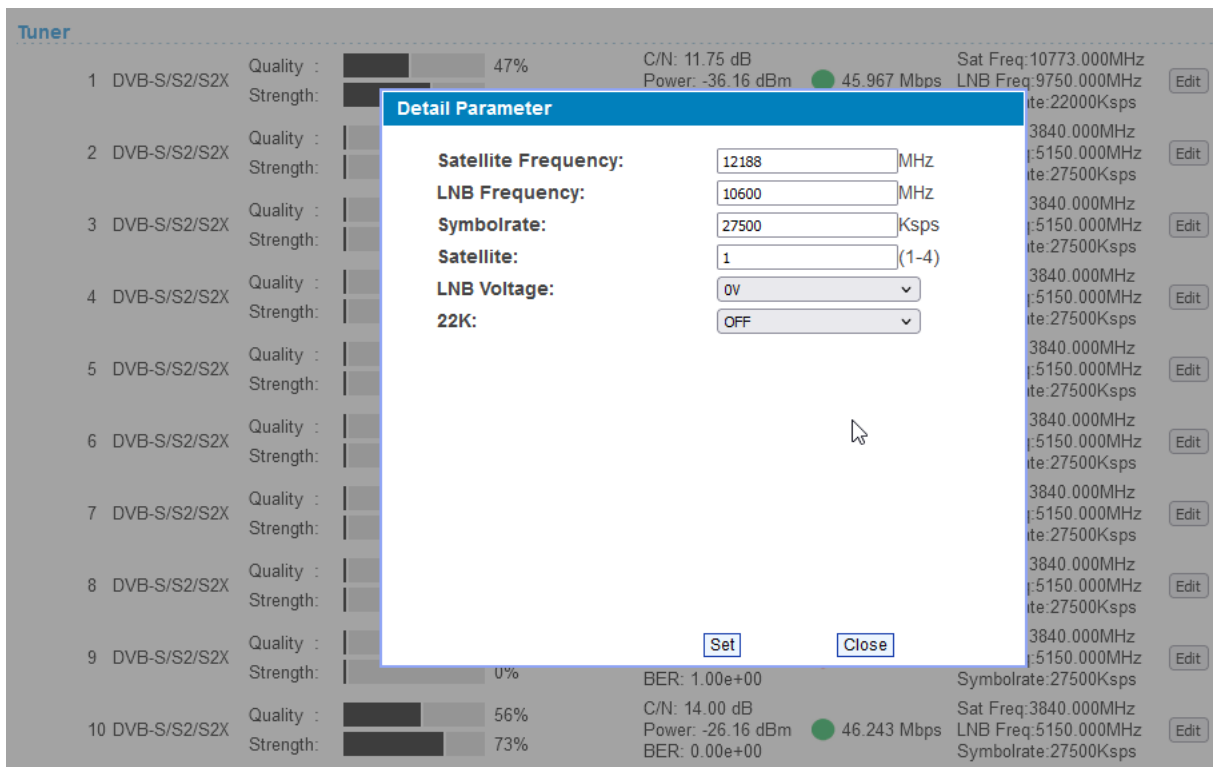 Tuner
1 DVB-S/S2/S2X Quality : 47% C/N: 11.75 dB Sat Freq:10773.000MHz
Strength: Power: -36.16 dBm 45.967 Mbps LNB Freq:9750.000MHz Edit
Detail Parameter te:22000Ksps
2 DVB-S/S2/S2X Quality : 3840.000MHz
Strength: :5150.000MHz Edit
te:27500Ksps
3 DVB-S/S2/S2X Quality : 3840.000MHz
Strength: :5150.000MHz Edit
te:27500Ksps
4 DVB-S/S2/S2X Quality : 3840.000MHz
Strength: :5150.000MHz Edit
te:27500Ksps
5 DVB-S/S2/S2X Quality : 3840.000MHz
Strength: :5150.000MHz Edit
te:27500Ksps
6 DVB-S/S2/S2X Quality : 3840.000MHz
Strength: :5150.000MHz Edit
te:27500Ksps
7 DVB-S/S2/S2X Quality : 3840.000MHz
Strength: :5150.000MHz Edit
te:27500Ksps
8 DVB-S/S2/S2X Quality : 3840.000MHz
Strength: :5150.000MHz Edit
te:27500Ksps
9 DVB-S/S2/S2X Quality : 3840.000MHz
Strength: 0% :5150.000MHz Edit
BER: 1.00e+00 Symbolrate:27500Ksps
10 DVB-S/S2/S2X Quality : 56% C/N: 14.00 dB Sat Freq:3840.000MHz
Strength: 73% Power: -26.16 dBm 46.243 Mbps LNB Freq:5150.000MHz Edit
BER: 0.00e+00 Symbolrate:27500Ksps
Satellite Frequency: 12188 MHz
LNB Frequency: 10600 MHz
Symbolrate: 27500 Ksps
Satellite: 1 (1-4)
LNB Voltage: 0V
22K: OFF
Set Close